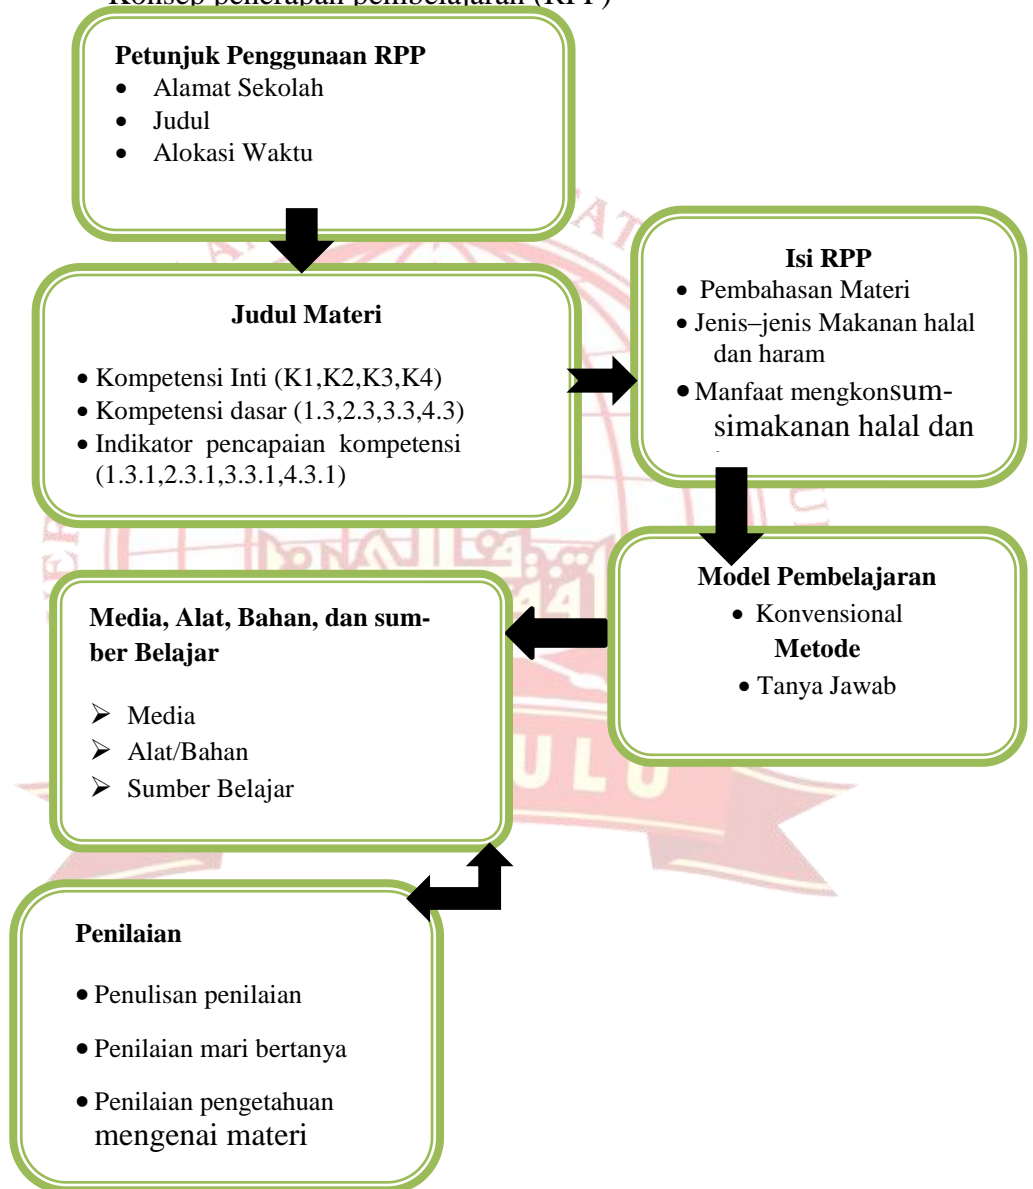 Konsep penerapan pembelajaran (RPP)
Petunjuk Penggunaan RPP
• Alamat Sekolah
• Judul
• Alokasi Waktu
Judul Materi
• Kompetensi Inti (K1,K2,K3,K4)
• Kompetensi dasar (1.3,2.3,3.3,4.3)
• Indikator pencapaian kompetensi
(1.3.1,2.3.1,3.3.1,4.3.1)
Isi RPP
• Pembahasan Materi
• Jenis–jenis Makanan halal
dan haram
• Manfaat mengkonsum-
simakanan halal dan
Model Pembelajaran
• Konvensional
Metode
• Tanya Jawab
Media, Alat, Bahan, dan sum-
ber Belajar
➢ Media
➢ Alat/Bahan
➢ Sumber Belajar
Penilaian
• Penulisan penilaian
• Penilaian mari bertanya
• Penilaian pengetahuan
mengenai materi